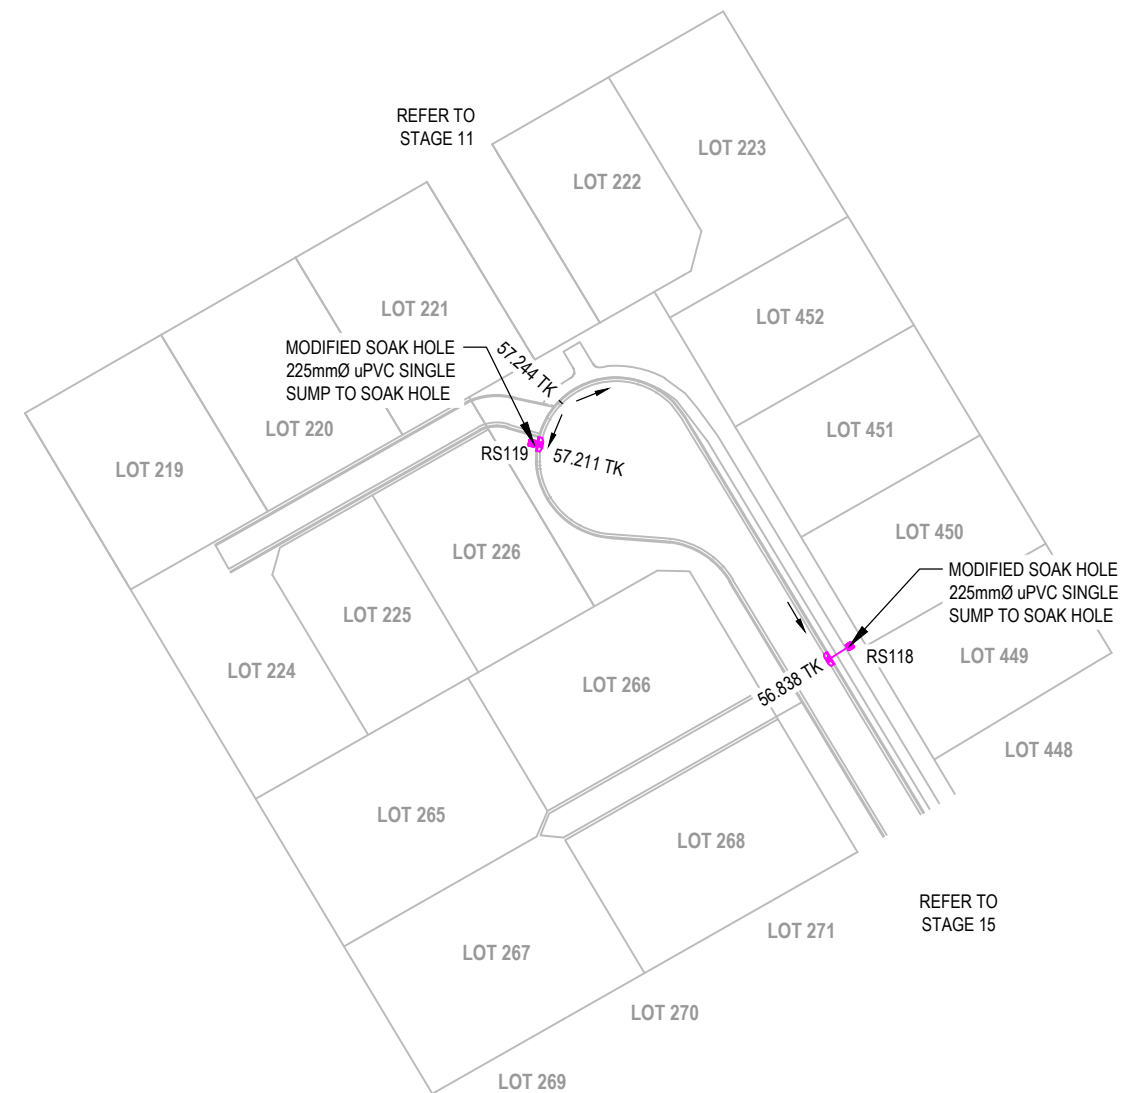 REFER TO
STAGE 11
LOT 223
LOT 222
LOT 221
LOT 452
MODIFIED SOAK HOLE
225mmØ uPVC SINGLE
SUMP TO SOAK HOLE
57.244 TK
LOT 220
LOT 451
RS119
57.211 TK
LOT 219
LOT 450
LOT 226
MODIFIED SOAK HOLE
225mmØ uPVC SINGLE
SUMP TO SOAK HOLE
LOT 225
RS118
LOT 449
LOT 224
LOT 266
56.838 TK
LOT 448
LOT 265
LOT 268
REFER TO
STAGE 15
LOT 271
LOT 267
LOT 270
LOT 269